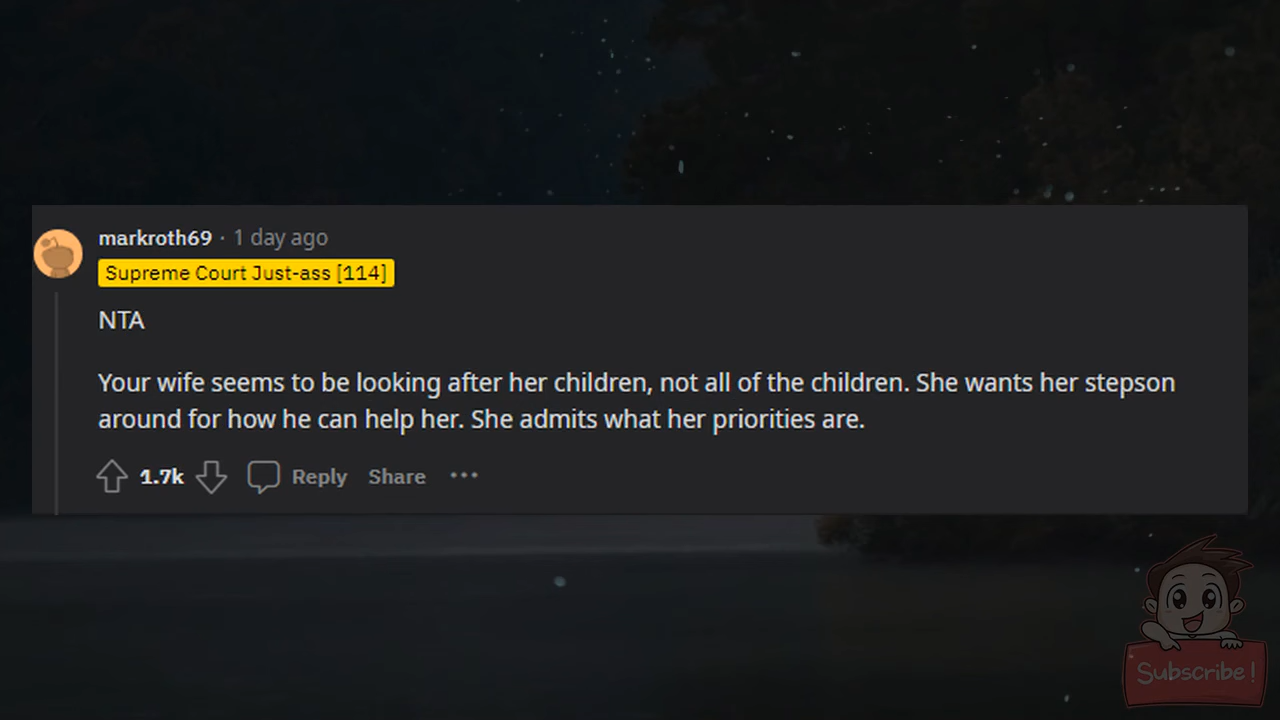 markroth69 · 1 day ago
Supreme Court Just-ass [114]
NTA
Your wife seems to be looking after her children, not all of the children. She wants her stepson
around for how he can help her. She admits what her priorities are.
1.7k Reply Share ···
Subscribe!